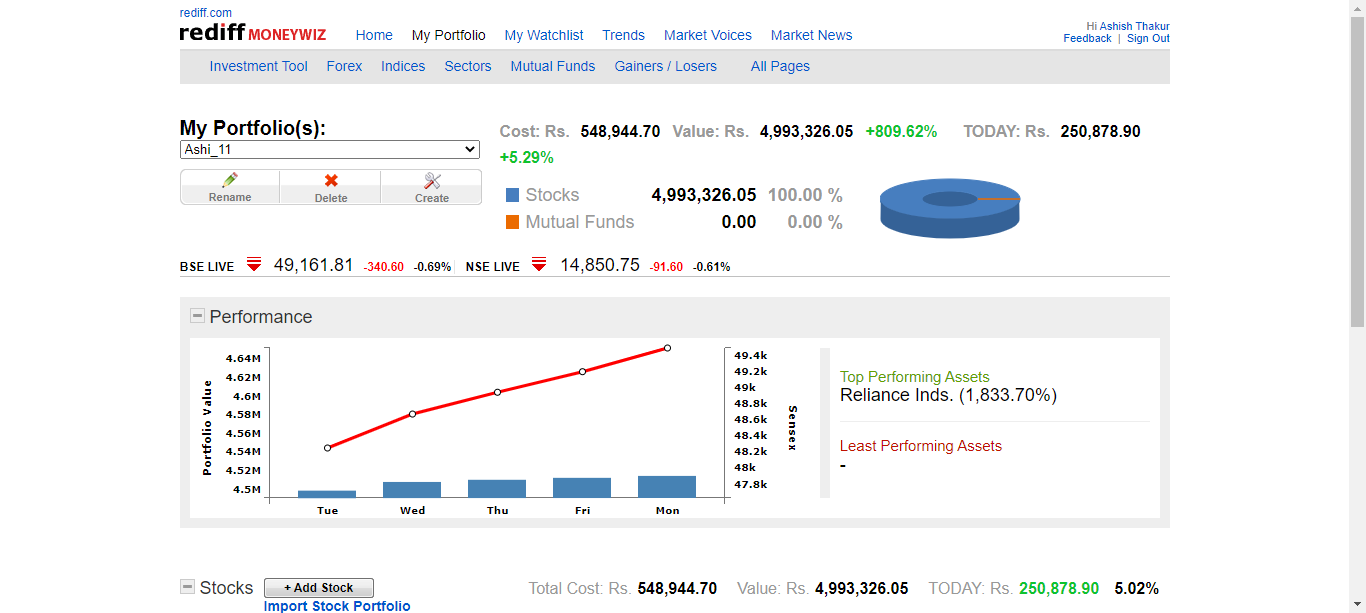 rediff.com
rediff MONEYWIZ Home My Portfolio My Watchlist Trends Market Voices Market News
Hi Ashish Thakur
Feedback | Sign Out
Investment Tool Forex Indices Sectors Mutual Funds Gainers / Losers All Pages
My Portfolio(s):
Ashi_11
Rename Delete Create
Cost: Rs. 548,944.70 Value: Rs. 4,993,326.05 +809.62% TODAY: Rs. 250,878.90
+5.29%
Stocks 4,993,326.05 100.00 %
Mutual Funds 0.00 0.00 %
BSE LIVE 49,161.81 -340.60 -0.69% NSE LIVE 14,850.75 -91.60 -0.61%
Performance
Portfolio Value
4.64M
4.62M
4.6M
4.58M
4.56M
4.54M
4.52M
4.5M
Tue Wed Thu Fri Mon
49.4k
49.2k
49k
48.8k
48.6k
48.4k
48.2k
48k
47.8k
Sensex
Top Performing Assets
Reliance Inds. (1,833.70%)
Least Performing Assets
-
Stocks + Add Stock Total Cost: Rs. 548,944.70 Value: Rs. 4,993,326.05 TODAY: Rs. 250,878.90 5.02%
Import Stock Portfolio